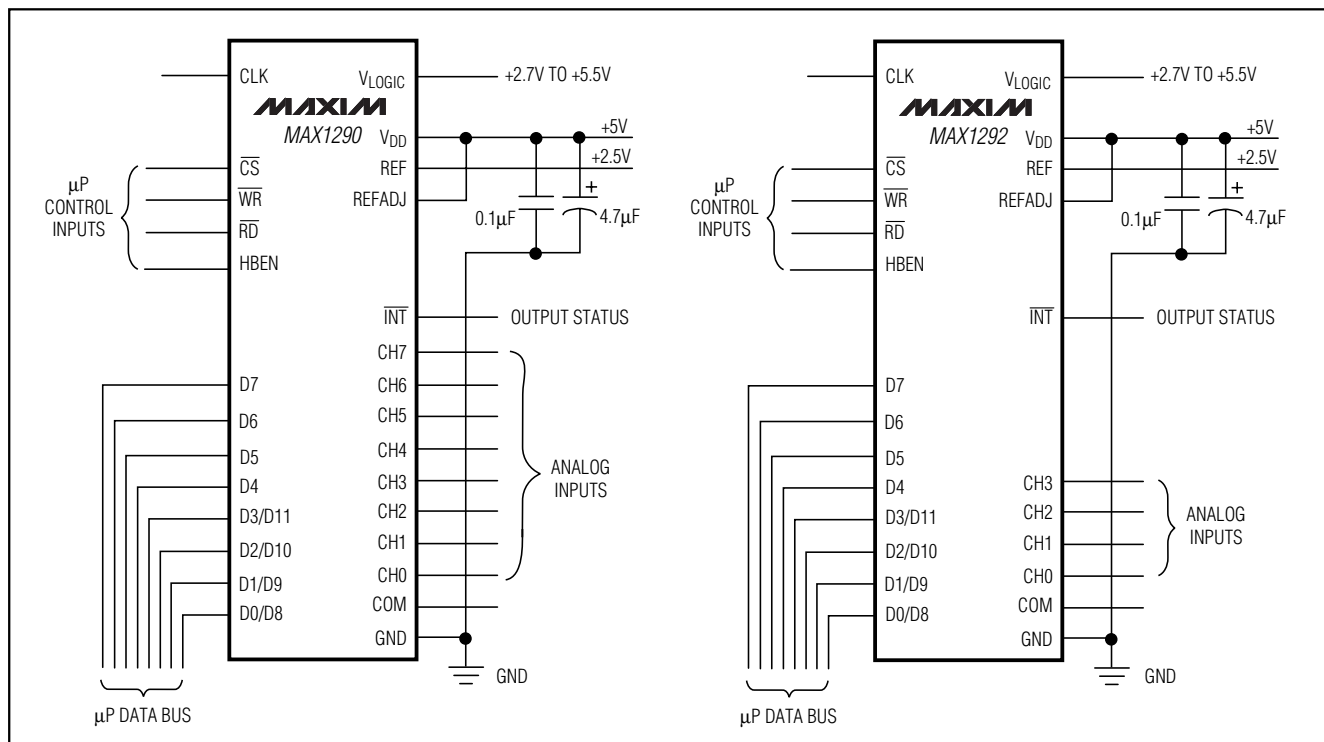 CLK
VLOGIC
+2.7V TO +5.5V
MAXIM
MAX1290
VDD
+5V
CS
REF
+2.5V
µP
CONTROL
INPUTS
WR
REFADJ
+
0.1µF
4.7µF
RD
HBEN
INT
OUTPUT STATUS
CH7
D7
CH6
D6
CH5
D5
CH4
D4
CH3
ANALOG
INPUTS
D3/D11
CH2
D2/D10
CH1
D1/D9
CH0
D0/D8
COM
GND
GND
µP DATA BUS
CLK
VLOGIC
+2.7V TO +5.5V
MAXIM
MAX1292
VDD
+5V
CS
REF
+2.5V
µP
CONTROL
INPUTS
WR
REFADJ
+
0.1µF
4.7µF
RD
HBEN
INT
OUTPUT STATUS
D7
D6
D5
D4
CH3
D3/D11
CH2
ANALOG
INPUTS
D2/D10
CH1
D1/D9
CH0
D0/D8
COM
GND
GND
µP DATA BUS